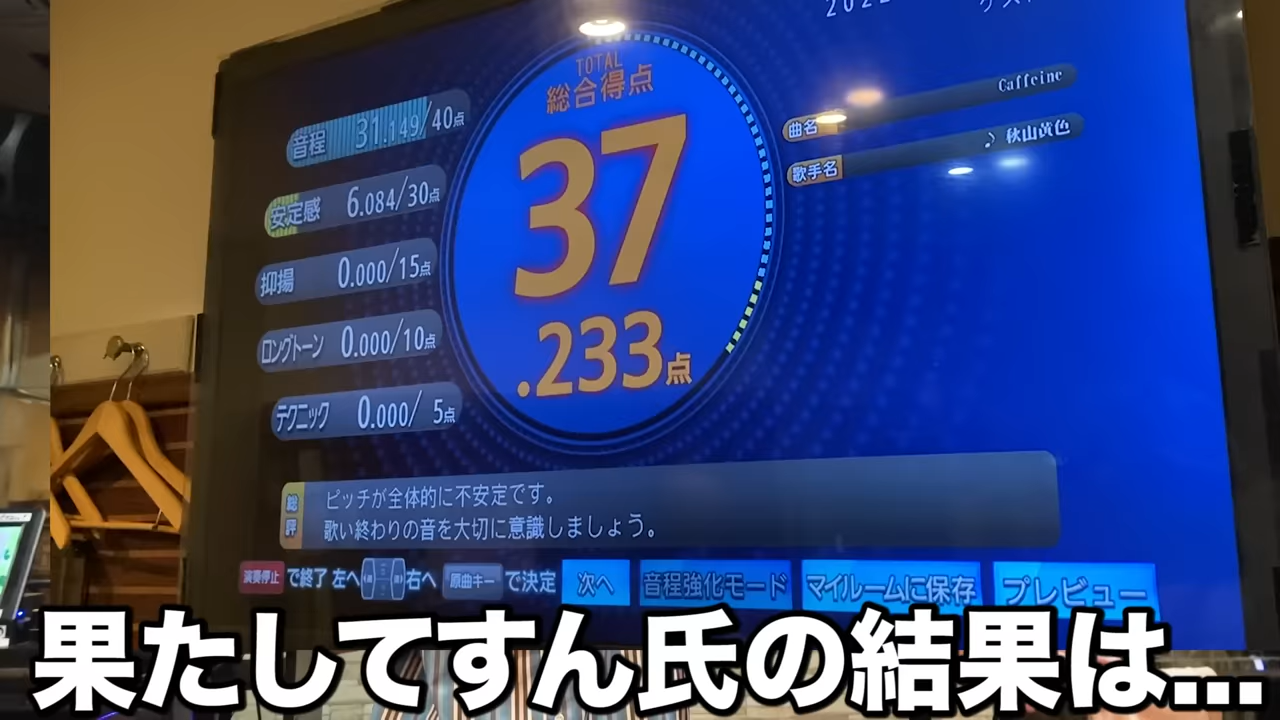 TOTAL
総合得点
37
.233点
音程 31.149/40点
安定感 6.084/30点
抑揚 0.000/15点
ロングトーン 0.000/10点
テクニック 0.000/ 5点
曲名 Caffeine
歌手名 ♪ 秋山黄色
総評
ピッチが全体的に不安定です。
歌い終わりの音を大切に意識しましょう。
演奏停止 で終了 左へ 右へ 原曲キー で決定 次へ 音程強化モード マイルームに保存 プレビュー
果たしてすん氏の結果は...